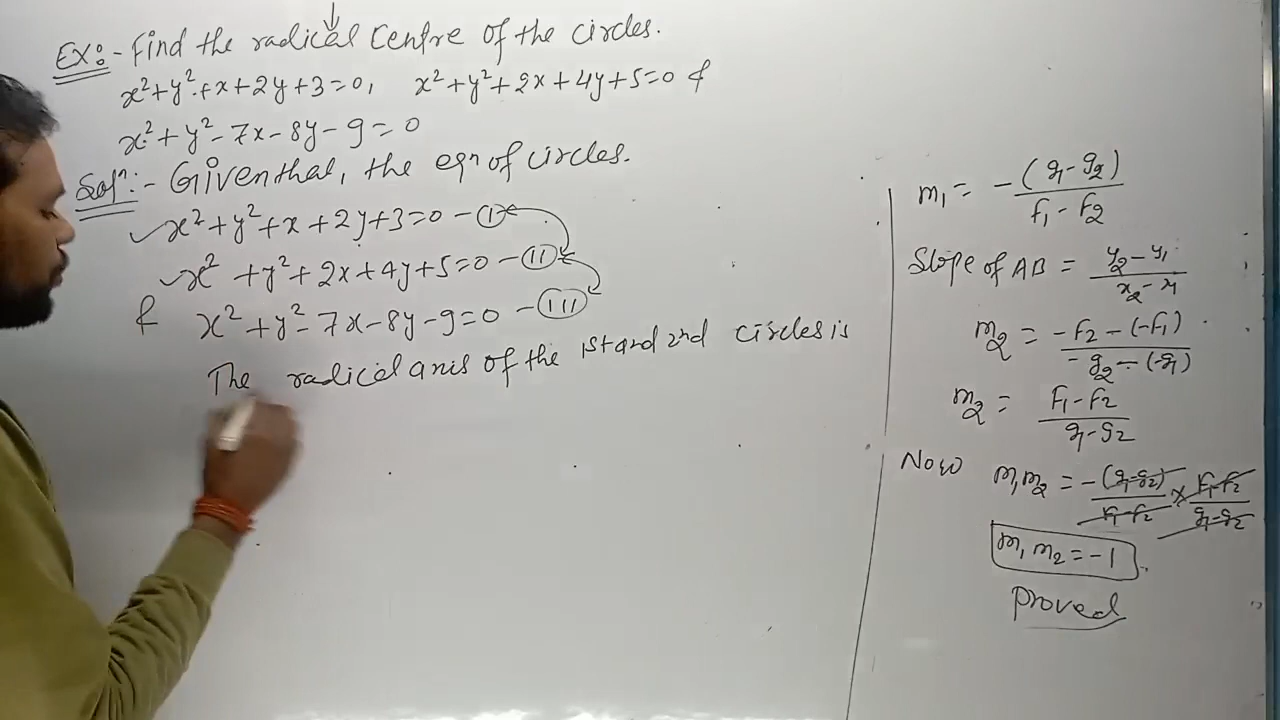 Ex:- Find the radical centre of the circles.
x²+y²+x+2y+3=0, x²+y²+2x+4y+5=0 &
x²+y²-7x-8y-9=0
Solⁿ:- Given that, the eqⁿ of circles.
x²+y²+x+2y+3=0 - (I)
x²+y²+2x+4y+5=0 - (II)
& x²+y²-7x-8y-9=0 - (III)
The radical axis of the 1st and 2nd circles is
m₁ = -(g₁-g₂)/(f₁-f₂)
Slope of AB = (y₂-y₁)/(x₂-x₁)
m₂ = (-f₂-(-f₁))/(-g₂-(-g₁))
m₂ = (f₁-f₂)/(g₁-g₂)
Now m₁m₂ = -(g₁-g₂)/(f₁-f₂) × (f₁-f₂)/(g₁-g₂)
m₁m₂ = -1
Proved